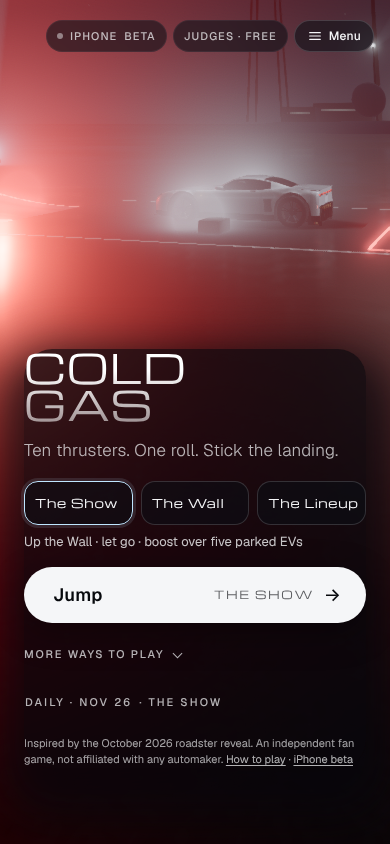 IPHONE BETA
JUDGES · FREE
Menu
COLD
GAS
Ten thrusters. One roll. Stick the landing.
The Show
The Wall
The Lineup
Up the Wall · let go · boost over five parked EVs
Jump
THE SHOW
MORE WAYS TO PLAY
DAILY · NOV 26 · THE SHOW
Inspired by the October 2026 roadster reveal. An independent fan
game, not affiliated with any automaker. How to play · iPhone beta